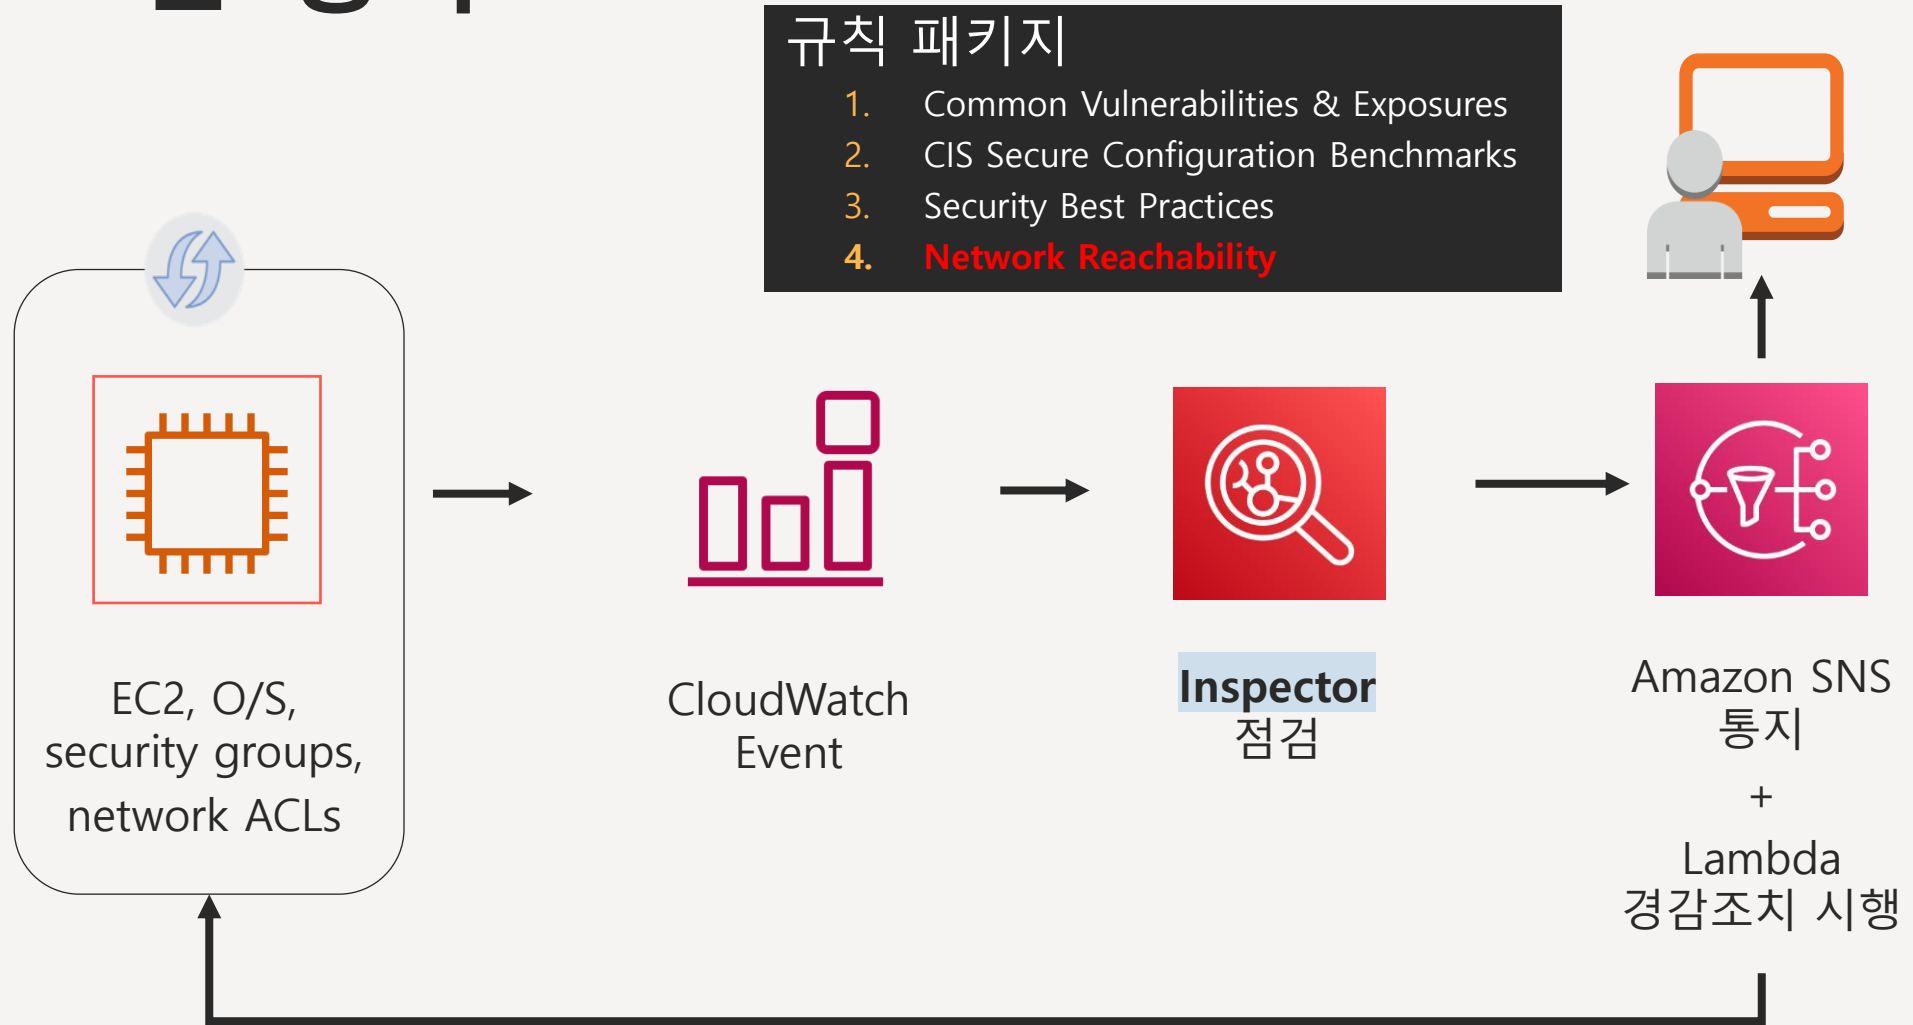 규칙 패키지
1. Common Vulnerabilities & Exposures
2. CIS Secure Configuration Benchmarks
3. Security Best Practices
4. Network Reachability
EC2, O/S,
security groups,
network ACLs
CloudWatch
Event
Inspector
점검
Amazon SNS
통지
+
Lambda
경감조치 시행